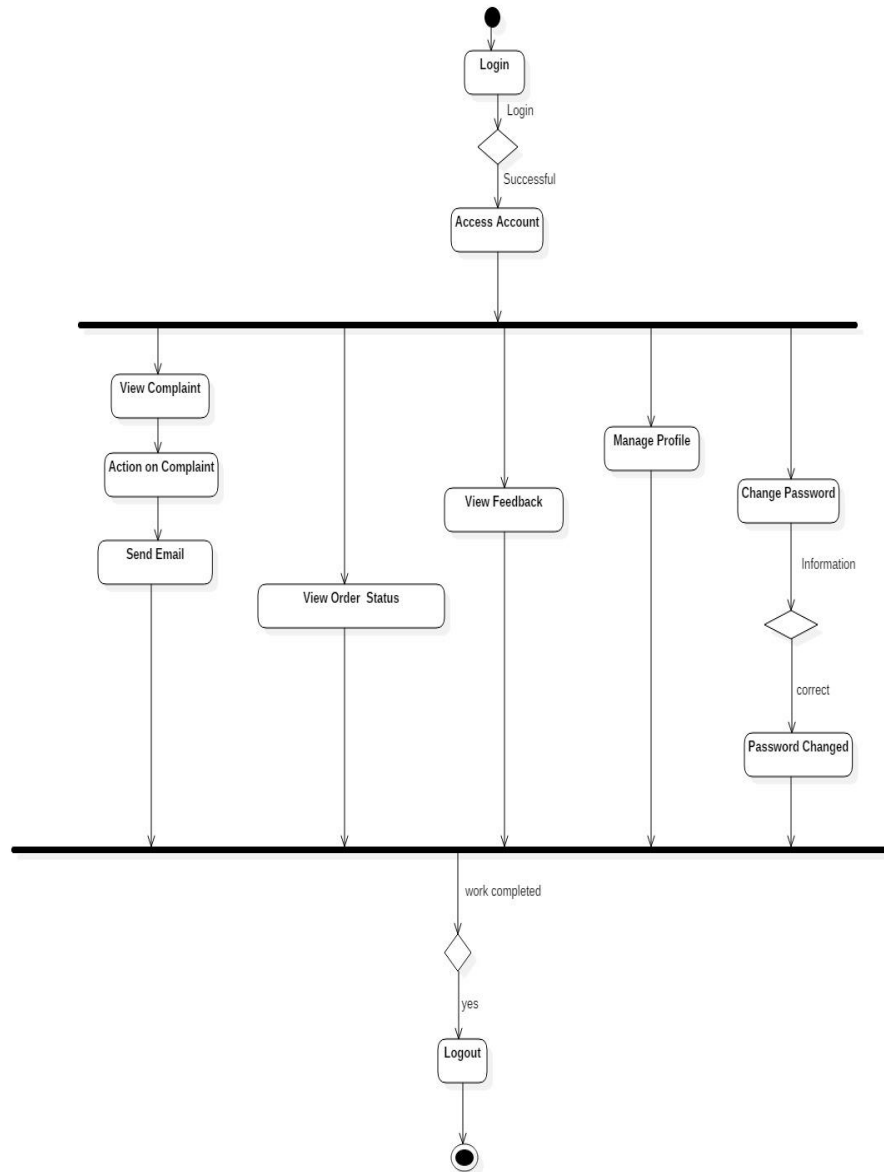 Login
Login
Successful
Access Account
View Complaint
Action on Complaint
Send Email
View Order  Status
View Feedback
Manage Profile
Change Password
Information
correct
Password Changed
work completed
yes
Logout